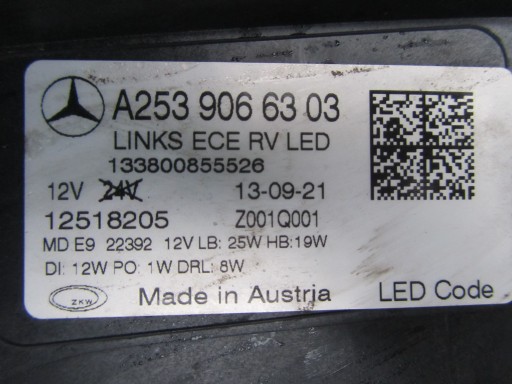 A253 906 63 03
LINKS ECE RV LED
133800855526
12V 24V 13-09-21
12518205 Z001Q001
MD E9 22392 12V LB: 25W HB:19W
DI: 12W PO: 1W DRL: 8W
ZKW Made in Austria LED Code